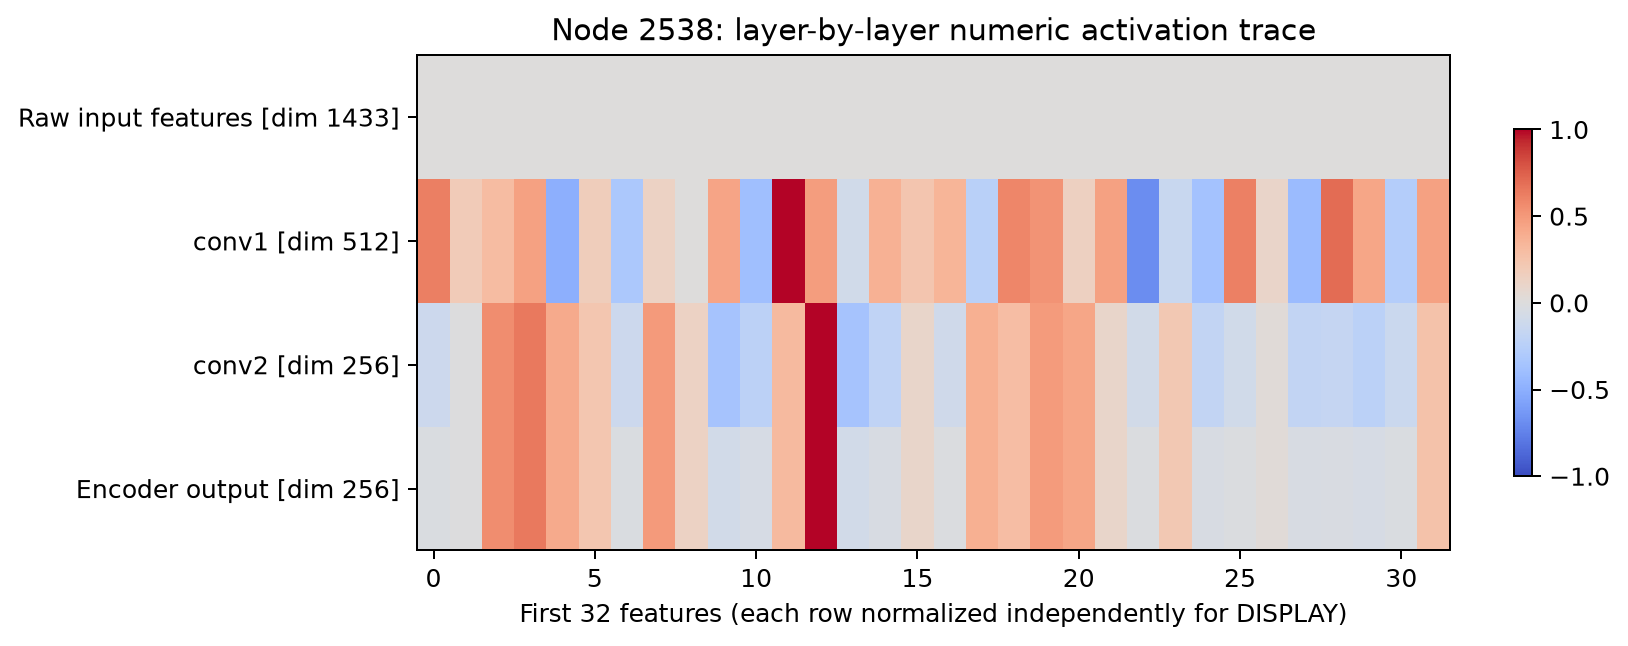 Node 2538: layer-by-layer numeric activation trace
Raw input features [dim 1433]
conv1 [dim 512]
conv2 [dim 256]
Encoder output [dim 256]
0 5 10 15 20 25 30
First 32 features (each row normalized independently for DISPLAY)
1.0
0.5
0.0
−0.5
−1.0